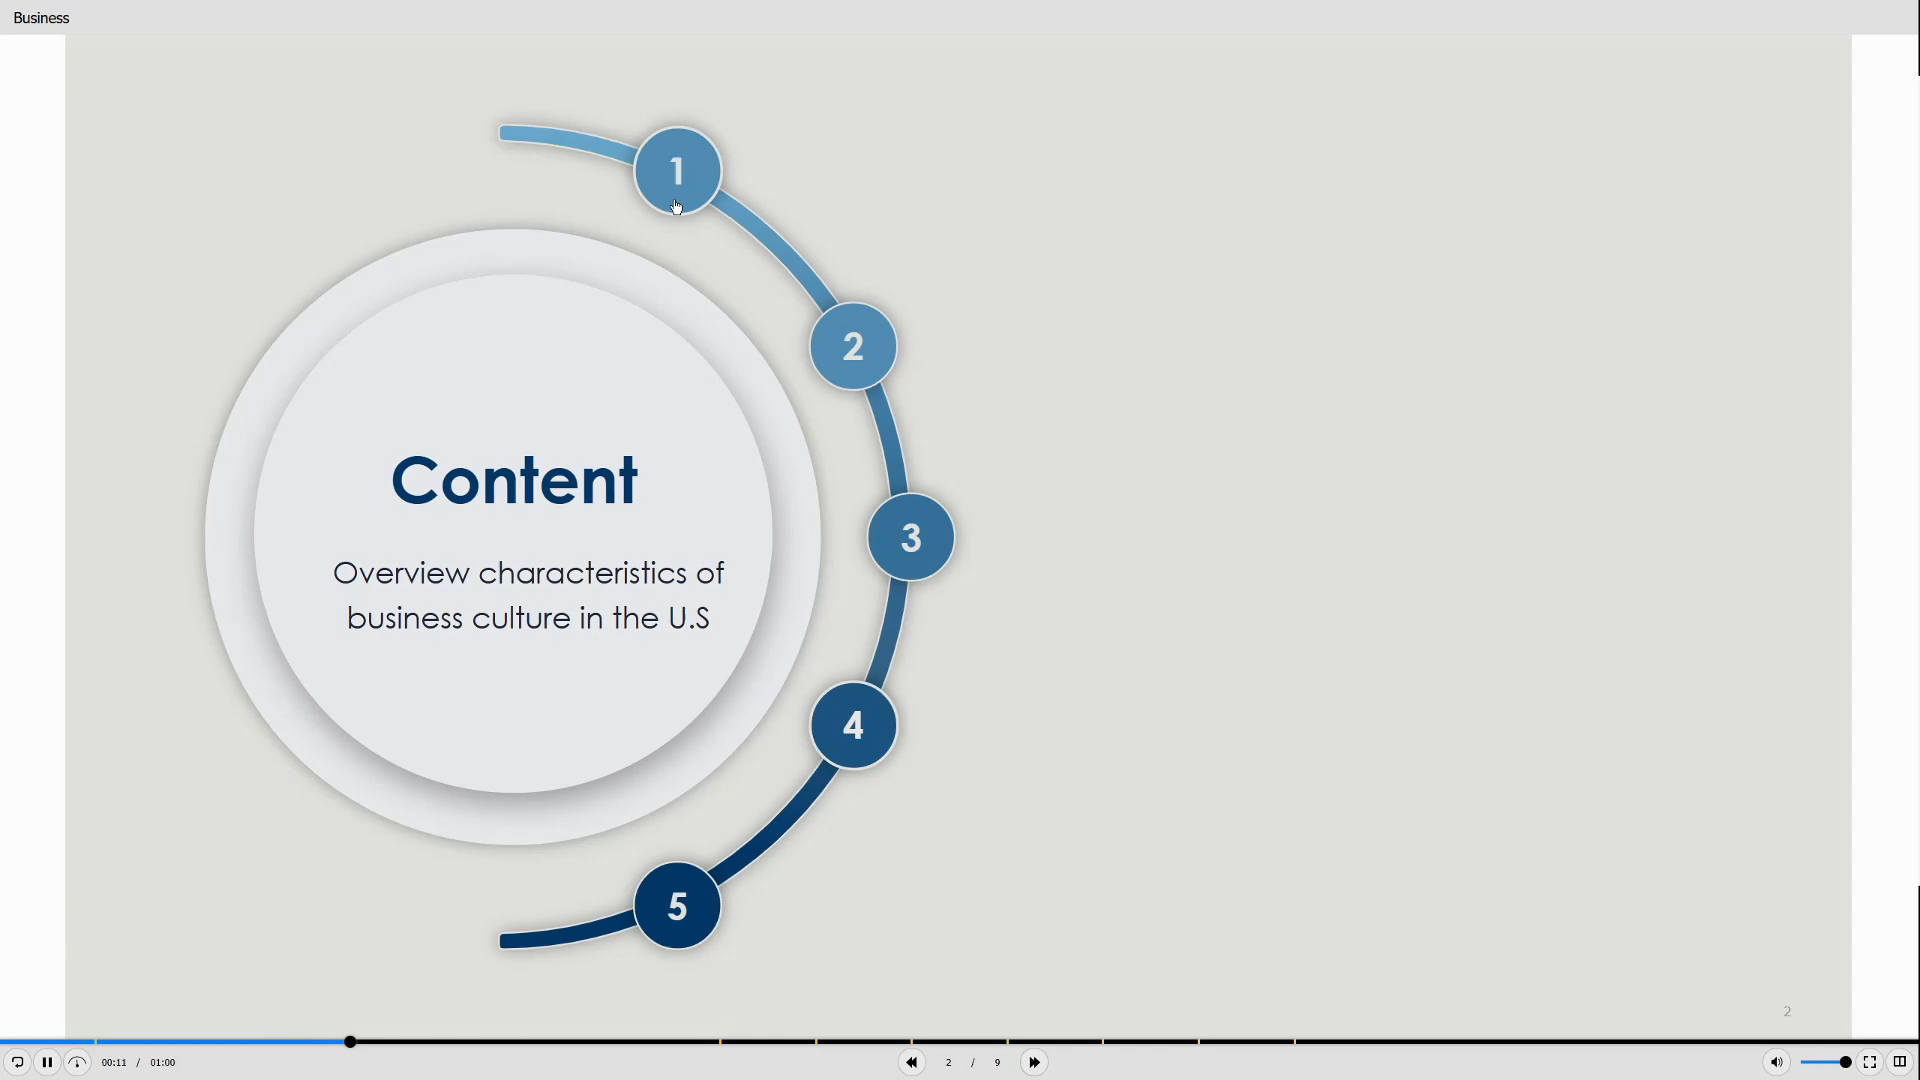 Business
1
2
3
Content
Overview characteristics of
business culture in the U.S
4
5
2
00:11 / 01:00
2 / 9